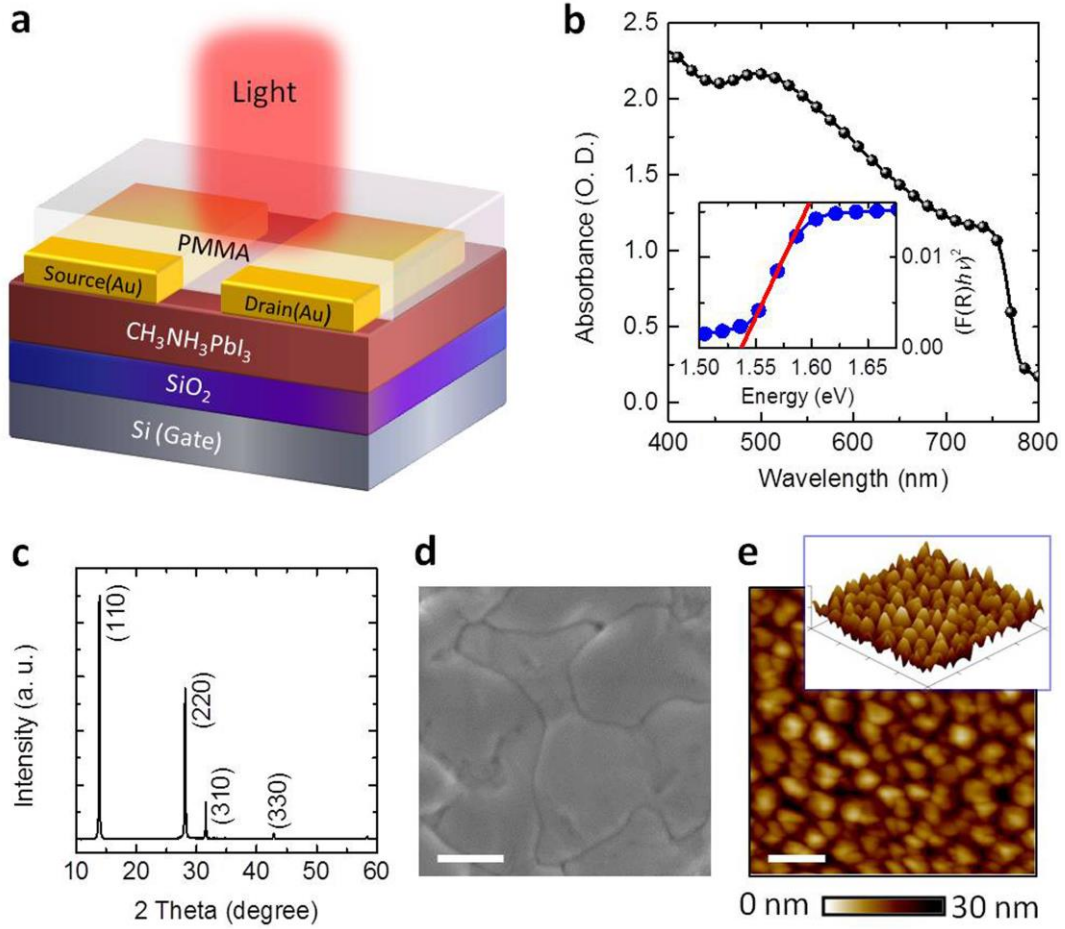 a
Light
PMMA
Source(Au)
Drain(Au)
CH₃NH₃PbI₃
SiO₂
Si (Gate)
b
2.5
2.0
1.5
1.0
0.5
0.0
Absorbance (O. D.)
400 500 600 700 800
Wavelength (nm)
0.01
0.00
(F(R)hν)²
1.50 1.55 1.60 1.65
Energy (eV)
c
Intensity (a. u.)
(110)
(220)
(310)
(330)
10 20 30 40 50 60
2 Theta (degree)
d
e
0 nm 30 nm